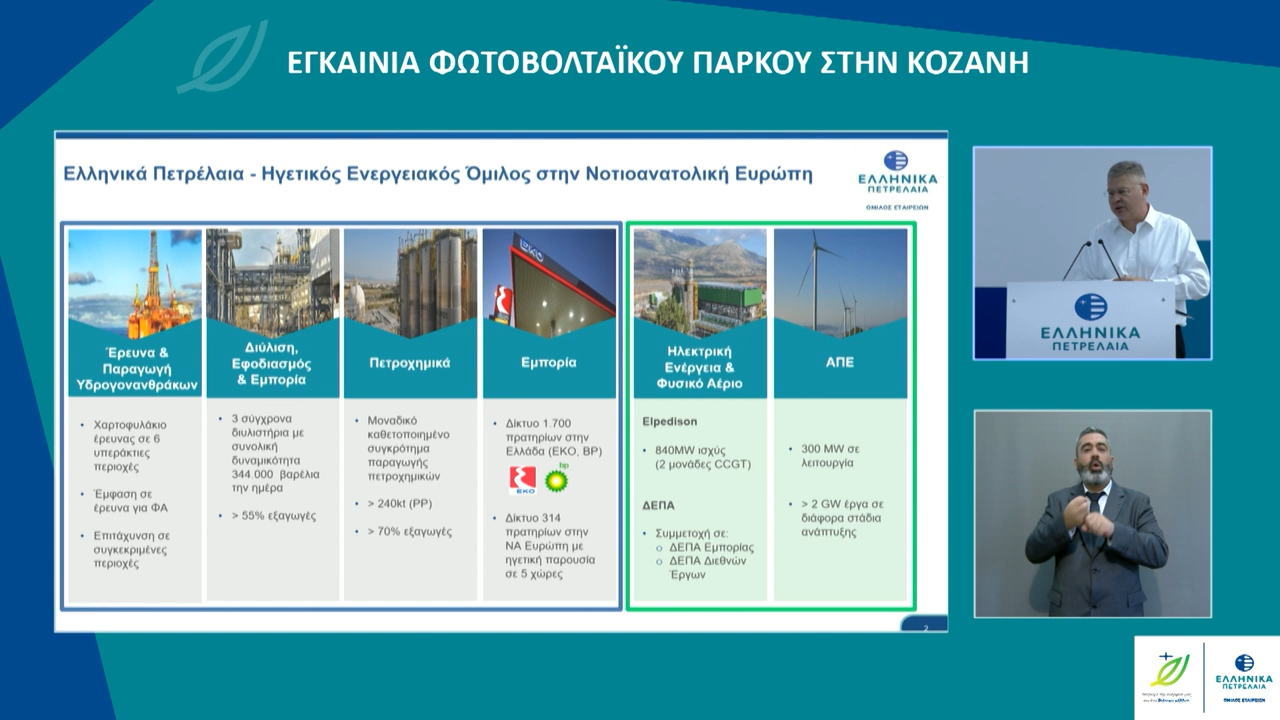 ΕΓΚΑΙΝΙΑ ΦΩΤΟΒΟΛΤΑΪΚΟΥ ΠΑΡΚΟΥ ΣΤΗΝ ΚΟΖΑΝΗ
Ελληνικά Πετρέλαια - Ηγετικός Ενεργειακός Όμιλος στην Νοτιοανατολική Ευρώπη
ΕΛΛΗΝΙΚΑ
ΠΕΤΡΕΛΑΙΑ
ΟΜΙΛΟΣ ΕΤΑΙΡΕΙΩΝ
Έρευνα &
Παραγωγή
Υδρογονανθράκων
• Χαρτοφυλάκιο
έρευνας σε 6
υπεράκτιες
περιοχές
• Έμφαση σε
έρευνα για ΦΑ
• Επιτάχυνση σε
συγκεκριμένες
περιοχές
Διύλιση,
Εφοδιασμός
& Εμπορία
• 3 σύγχρονα
διυλιστήρια με
συνολική
δυναμικότητα
344.000 βαρέλια
την ημέρα
• > 55% εξαγωγές
Πετροχημικά
• Μοναδικό
καθετοποιημένο
συγκρότημα
παραγωγής
πετροχημικών
• > 240kt (PP)
• > 70% εξαγωγές
EKO
Εμπορία
• Δίκτυο 1.700
πρατηρίων στην
Ελλάδα (ΕΚΟ, BP)
EKO
bp
• Δίκτυο 314
πρατηρίων στην
ΝΑ Ευρώπη με
ηγετική παρουσία
σε 5 χώρες
Ηλεκτρική
Ενέργεια &
Φυσικό Αέριο
Elpedison
• 840MW ισχύς
(2 μονάδες CCGT)
ΔΕΠΑ
• Συμμετοχή σε:
o ΔΕΠΑ Εμπορίας
o ΔΕΠΑ Διεθνών
Έργων
ΑΠΕ
• 300 MW σε
λειτουργία
• > 2 GW έργα σε
διάφορα στάδια
ανάπτυξης
2
ΕΛΛΗΝΙΚΑ
ΠΕΤΡΕΛΑΙΑ
ΕΛΛΗΝΙΚΑ
ΠΕΤΡΕΛΑΙΑ
ΟΜΙΛΟΣ ΕΤΑΙΡΕΙΩΝ